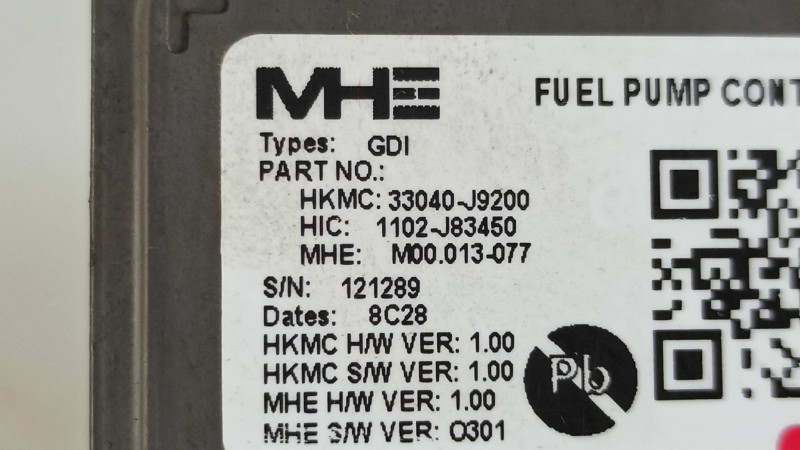 MHE
FUEL PUMP CONT
Types: GDI
PART NO.:
HKMC: 33040-J9200
HIC: 1102-J83450
MHE: M00.013-077
S/N: 121289
Dates: 8C28
HKMC H/W VER: 1.00
HKMC S/W VER: 1.00
MHE H/W VER: 1.00
MHE S/W VER: O301
Pb